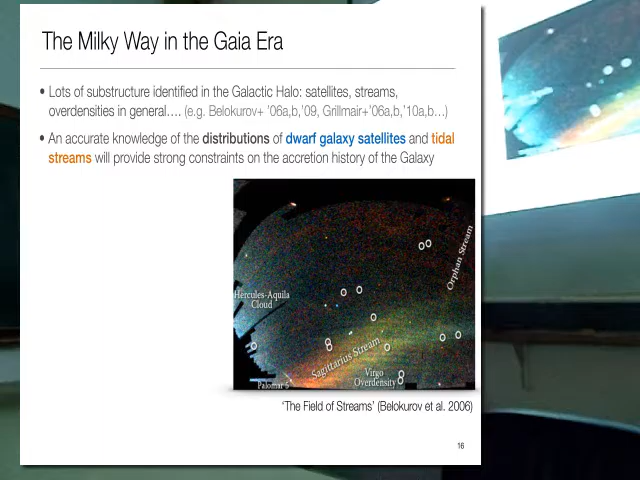 The Milky Way in the Gaia Era
• Lots of substructure identified in the Galactic Halo: satellites, streams,
overdensities in general…. (e.g. Belokurov+ '06a,b,'09, Grillmair+'06a,b,'10a,b…)
• An accurate knowledge of the distributions of dwarf galaxy satellites and tidal
streams will provide strong constraints on the accretion history of the Galaxy
Orphan Stream
Hercules-Aquila
Cloud
Sagittarius Stream
Virgo
Overdensity
Palomar 5
'The Field of Streams' (Belokurov et al. 2006)
16